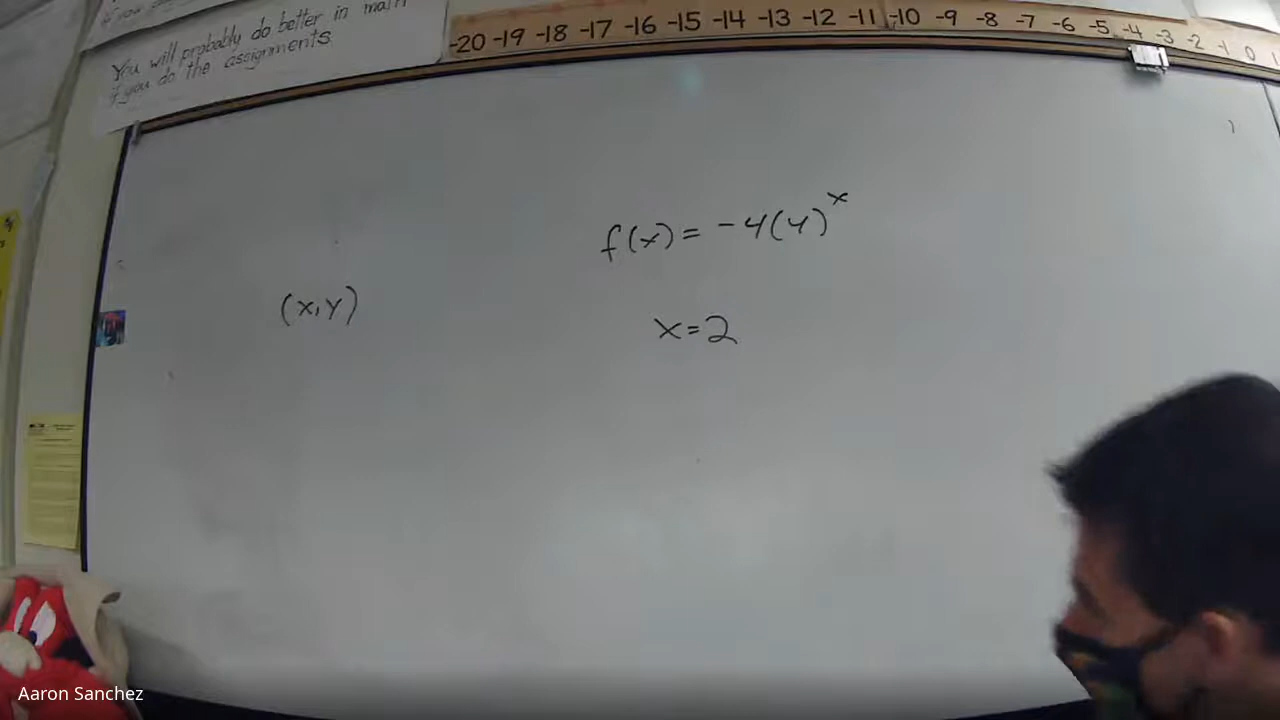 You will probably do better in math
if you do the assignments
-20 -19 -18 -17 -16 -15 -14 -13 -12 -11 -10 -9 -8 -7 -6 -5 -4 -3 -2 -1 0 1
f(x) = -4(4)^x
(x,y)
x=2
Aaron Sanchez